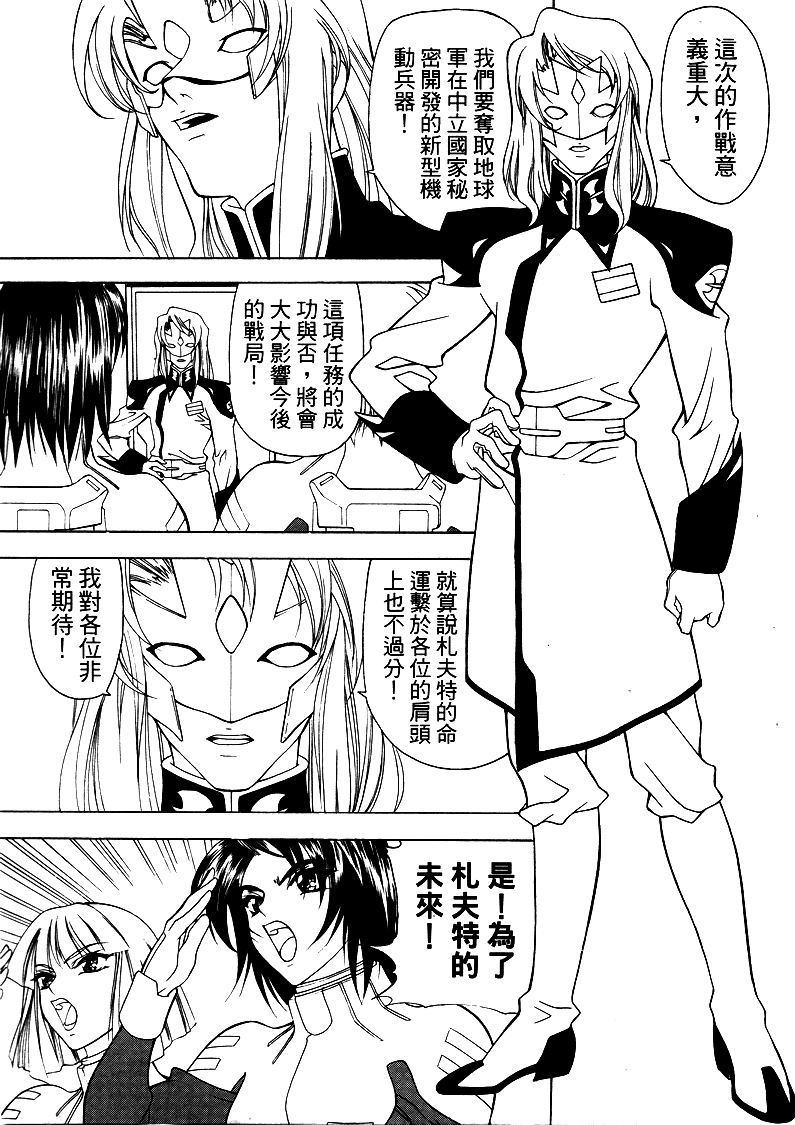 這次的作戰意
義重大，
我們要奪取地球
軍在中立國家秘
密開發的新型機
動兵器！
這項任務的成
功與否，將會
大大影響今後
的戰局！
就算說札夫特的命
運繫於各位的肩頭
上也不過分！
我對各位非
常期待！
是！為了
札夫特的
未來！